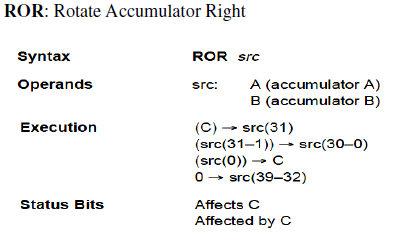 ROR: Rotate Accumulator Right
Syntax ROR src
Operands src: A (accumulator A)
B (accumulator B)
Execution (C) → src(31)
(src(31–1)) → src(30–0)
(src(0)) → C
0 → src(39–32)
Status Bits Affects C
Affected by C